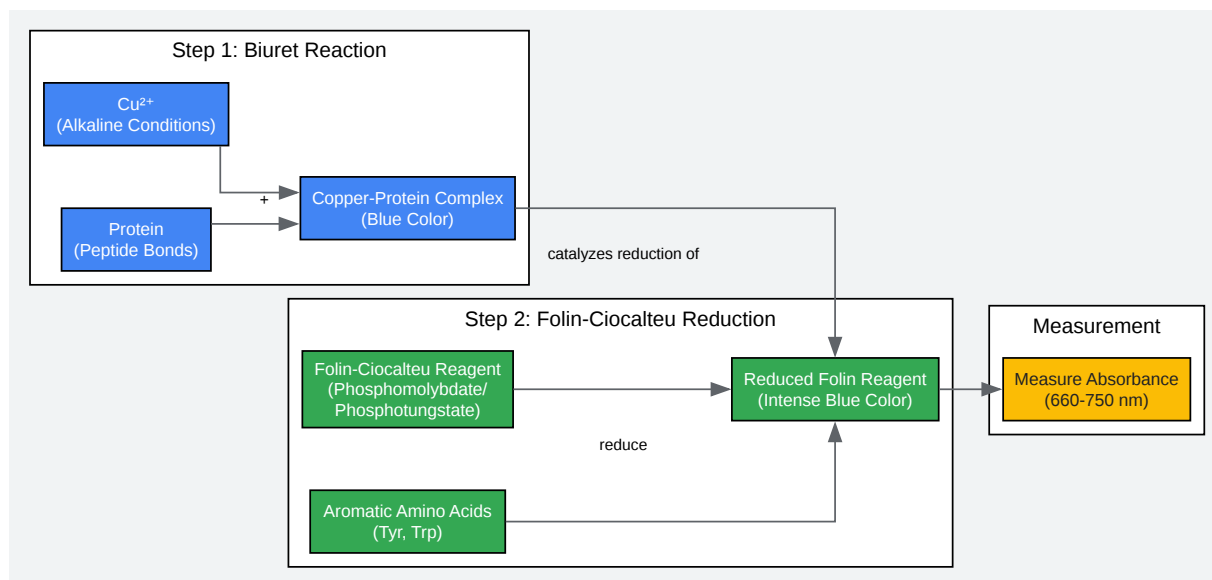 Step 1: Biuret Reaction
Cu²⁺
(Alkaline Conditions)
+
Copper-Protein Complex
(Blue Color)
Protein
(Peptide Bonds)
catalyzes reduction of
Step 2: Folin-Ciocalteu Reduction
Folin-Ciocalteu Reagent
(Phosphomolybdate/
Phosphotungstate)
Reduced Folin Reagent
(Intense Blue Color)
reduce
Aromatic Amino Acids
(Tyr, Trp)
Measurement
Measure Absorbance
(660-750 nm)